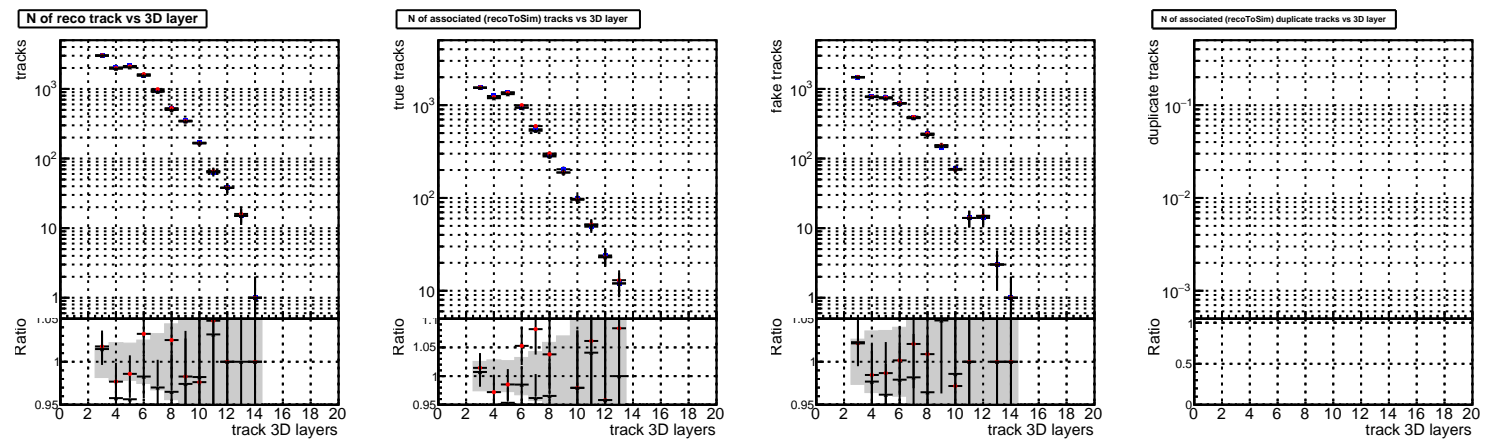 N of reco track vs 3D layer
tracks
10³
10²
10
1
Ratio
1.05
1
0.95
0 2 4 6 8 10 12 14 16 18 20
track 3D layers
N of associated (recoToSim) tracks vs 3D layer
true tracks
10³
10²
10
Ratio
1.1
1.05
1
0.95
0 2 4 6 8 10 12 14 16 18 20
track 3D layers
fake tracks
10³
10²
10
1
Ratio
1.05
1
0.95
0 2 4 6 8 10 12 14 16 18 20
track 3D layers
N of associated (recoToSim) duplicate tracks vs 3D layer
duplicate tracks
10⁻¹
10⁻²
10⁻³
Ratio
1
0.5
0
0 2 4 6 8 10 12 14 16 18 20
track 3D layers